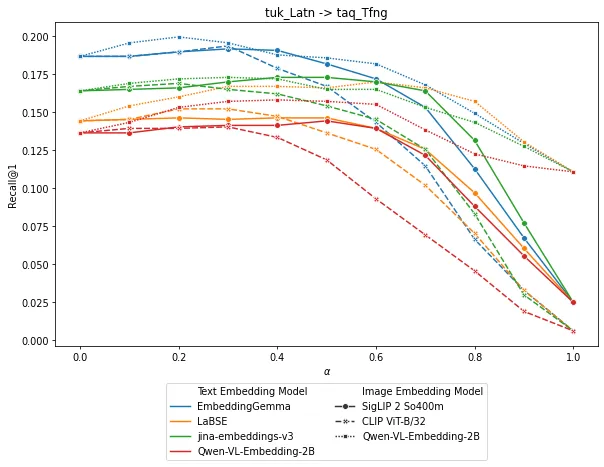 tuk_Latn -> taq_Tfng
0.200
0.175
0.150
0.125
0.100
0.075
0.050
0.025
0.000
Recall@1
0.0 0.2 0.4 0.6 0.8 1.0
α
Text Embedding Model Image Embedding Model
EmbeddingGemma SigLIP 2 So400m
LaBSE CLIP ViT-B/32
jina-embeddings-v3 Qwen-VL-Embedding-2B
Qwen-VL-Embedding-2B